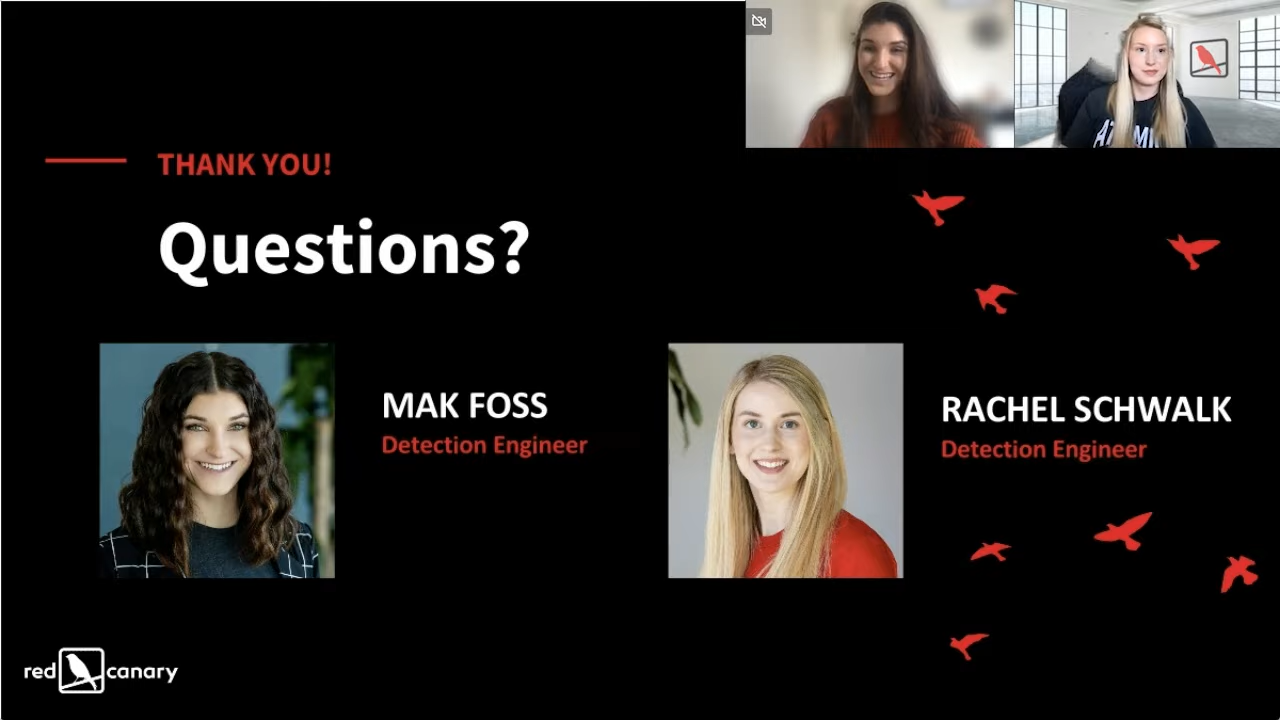 THANK YOU!
Questions?
MAK FOSS
Detection Engineer
RACHEL SCHWALK
Detection Engineer
red canary